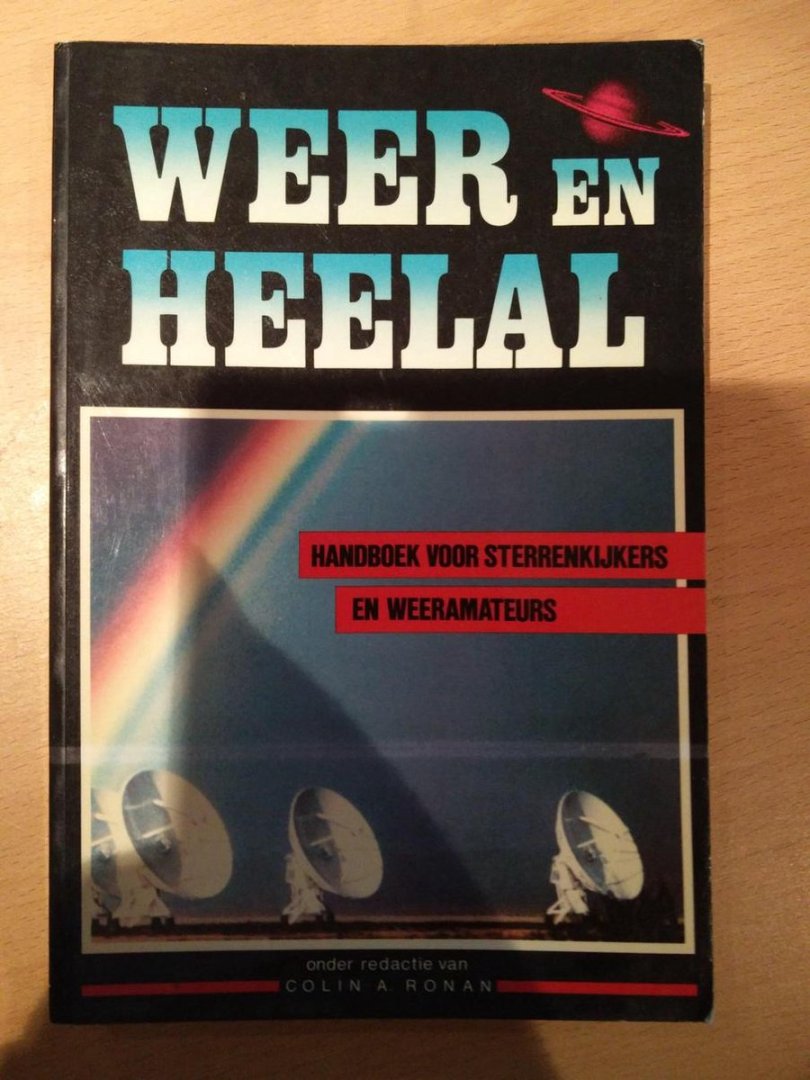 WEER EN
HEELAL
HANDBOEK VOOR STERRENKIJKERS
EN WEERAMATEURS
onder redactie van
COLIN A. RONAN